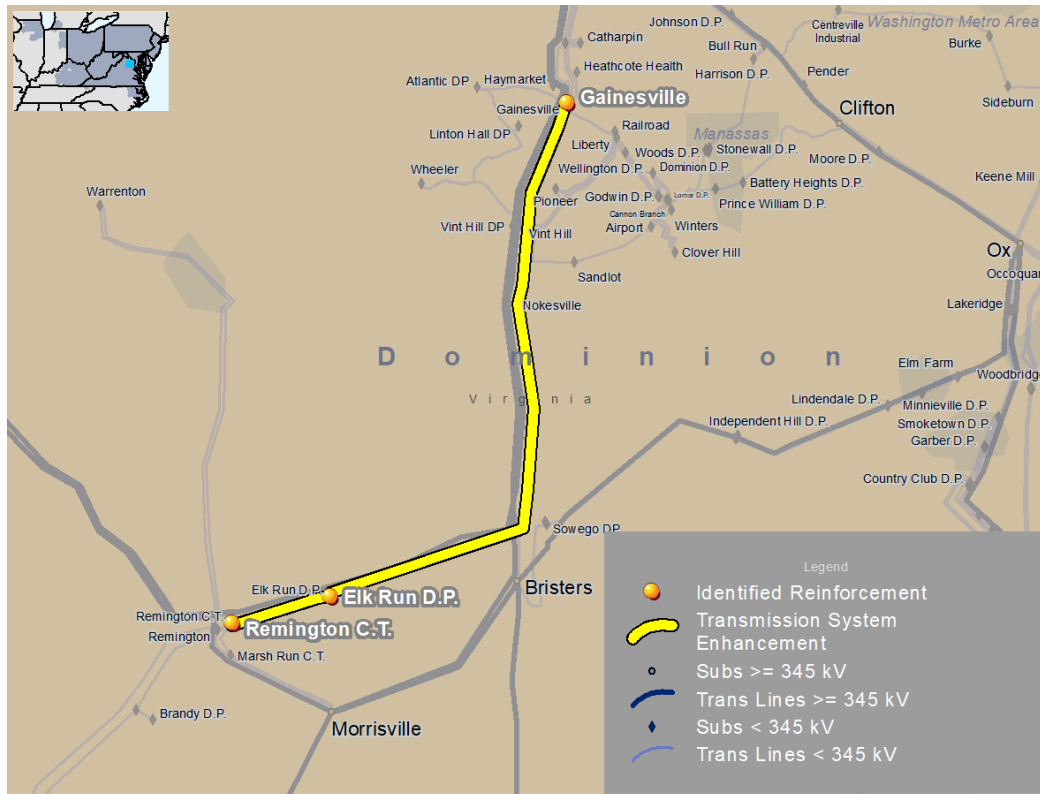 Johnson D.P.
Washington Metro Area
Centreville
Industrial
Burke
Catharpin
Bull Run
Heathcote Health
Harrison D.P.
Pender
Atlantic DP
Haymarket
Sideburn
Gainesville
Gainesville
Clifton
Linton Hall DP
Railroad
Manassas
Liberty
Woods D.P.
Stonewall D.P.
Moore D.P.
Wheeler
Wellington D.P.
Dominion D.P.
Keene Mill
Battery Heights D.P.
Warrenton
Pioneer
Godwin D.P.
Lomar D.P.
Prince William D.P.
Cannon Branch
Vint Hill DP
Vint Hill
Airport
Winters
Clover Hill
Ox
Sandlot
Occoquan
Nokesville
Lakeridge
Dominion
Elm Farm
Woodbridge
Virginia
Lindendale D.P.
Minnieville D.P.
Independent Hill D.P.
Smoketown D.P.
Garber D.P.
Country Club D.P.
Sowego DP
Bristers
Elk Run D.P.
Elk Run D.P.
Remington C.T.
Remington C.T.
Remington
Marsh Run C.T.
Brandy D.P.
Morrisville
Legend
Identified Reinforcement
Transmission System
Enhancement
Subs >= 345 kV
Trans Lines >= 345 kV
Subs < 345 kV
Trans Lines < 345 kV